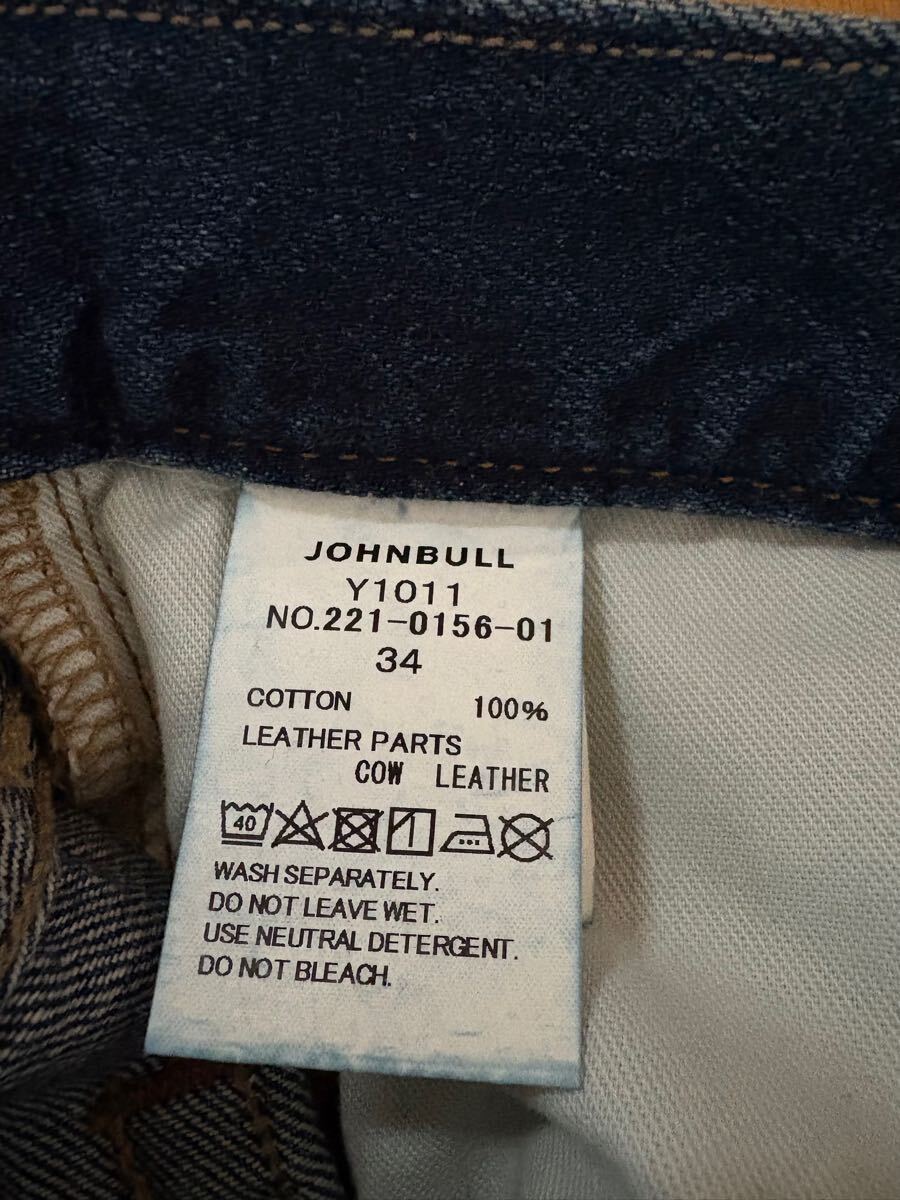 JOHNBULL
Y1011
NO.221-0156-01
34
COTTON 100%
LEATHER PARTS
COW LEATHER
40
WASH SEPARATELY.
DO NOT LEAVE WET.
USE NEUTRAL DETERGENT.
DO NOT BLEACH.